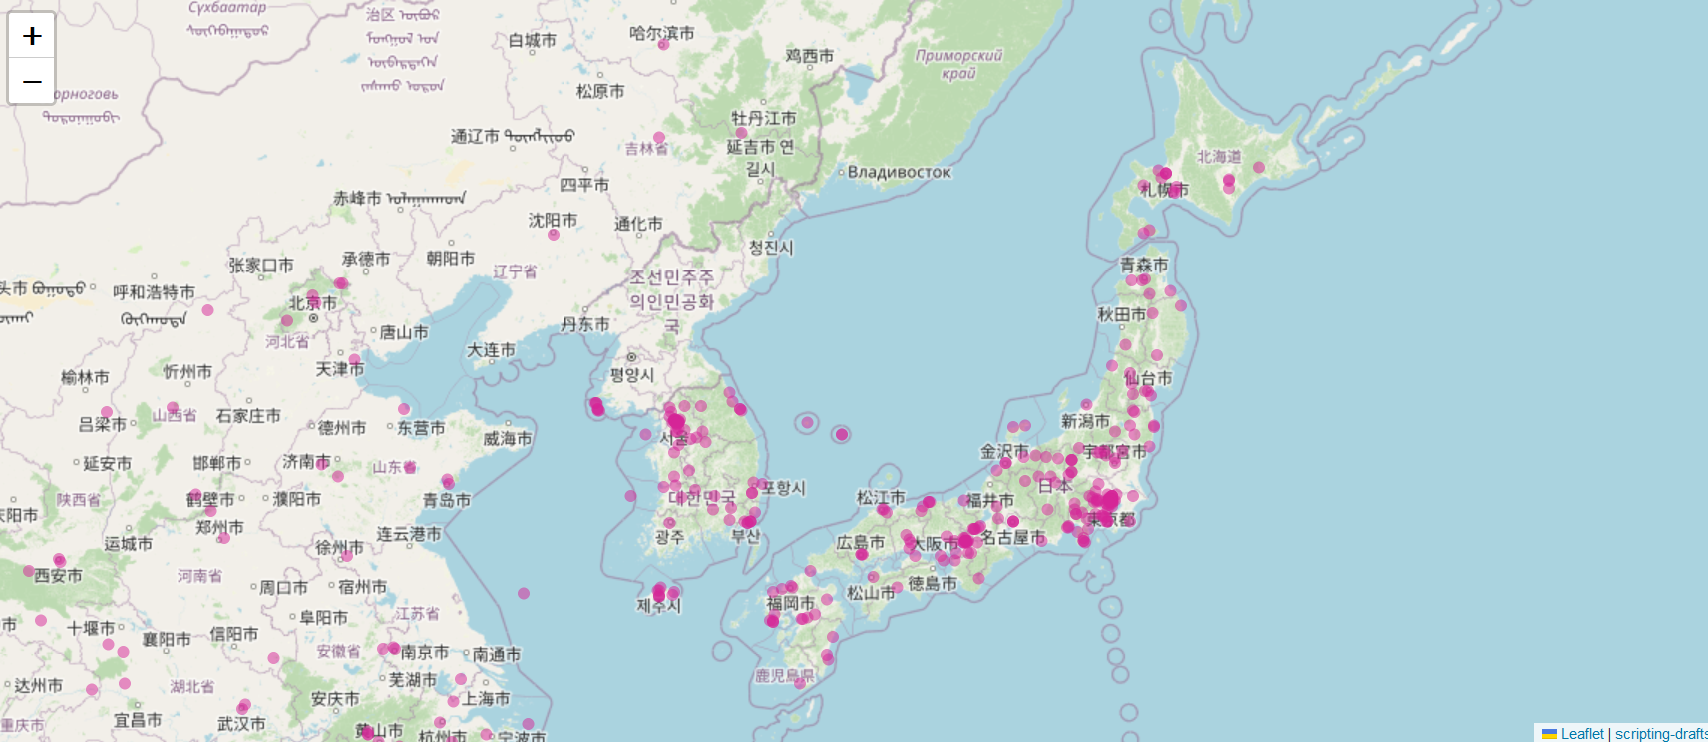 +
−
Сүхбаатар
治区
哈尔滨市
白城市
鸡西市
Приморский
край
松原市
牡丹江市
通辽市
吉林省
延吉市 연
길시
北海道
Владивосток
四平市
札幌市
赤峰市
沈阳市
通化市
청진시
张家口市
承德市
朝阳市
辽宁省
조선민주주
의인민공화
국
青森市
头市
呼和浩特市
北京市
丹东市
秋田市
唐山市
河北省
大连市
天津市
평양시
榆林市
忻州市
仙台市
山西省
石家庄市
吕梁市
德州市
东营市
威海市
서울
新潟市
延安市
邯郸市
济南市
山东省
金沢市
宇都宮市
陕西省
鹤壁市
濮阳市
青岛市
대한민국
포항시
松江市
福井市
日本
庆阳市
郑州市
运城市
徐州市
连云港市
광주
부산
広島市
大阪市
名古屋市
東京都
西安市
河南省
周口市
宿州市
제주시
福岡市
松山市
徳島市
阜阳市
江苏省
十堰市
襄阳市
信阳市
安徽省
南京市
南通市
达州市
湖北省
芜湖市
鹿児島県
安庆市
上海市
重庆市
宜昌市
武汉市
黄山市
杭州市
宁波市
Leaflet | scripting-drafts